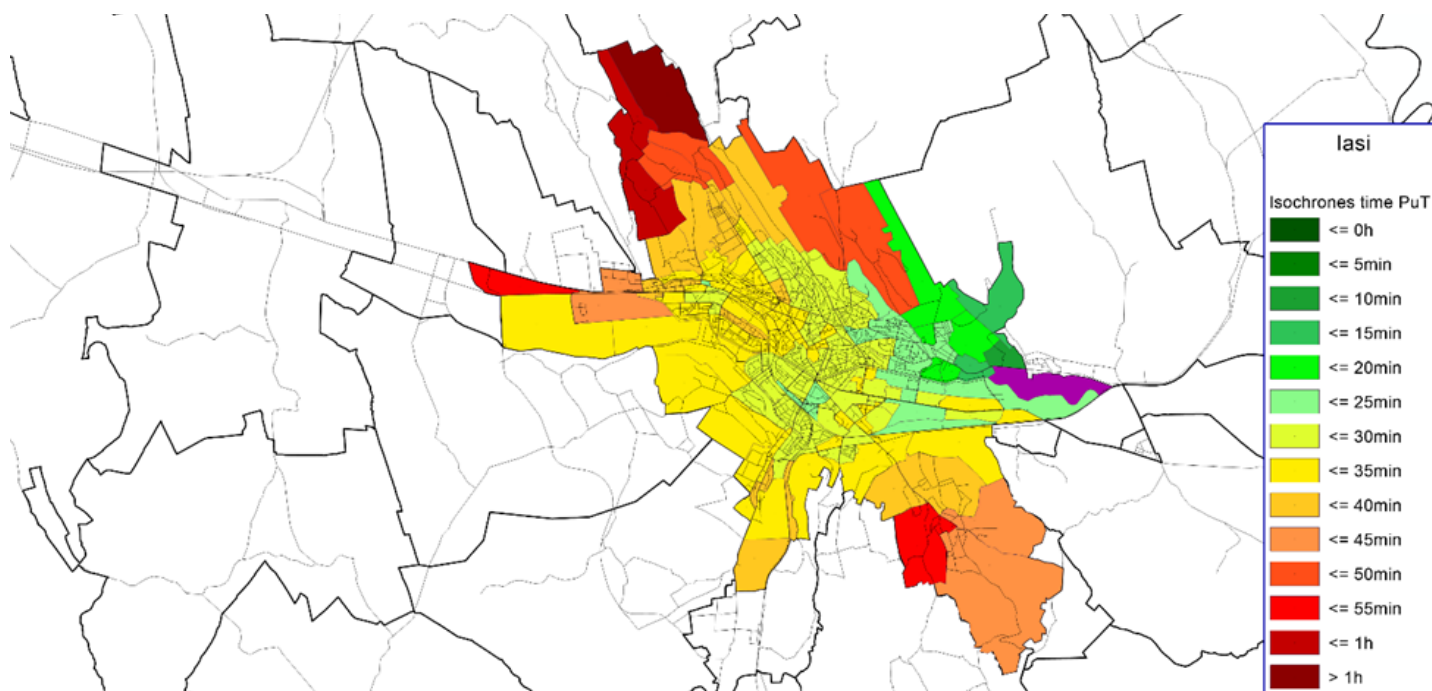 Iasi
Isochrones time PuT
<= 0h
<= 5min
<= 10min
<= 15min
<= 20min
<= 25min
<= 30min
<= 35min
<= 40min
<= 45min
<= 50min
<= 55min
<= 1h
> 1h